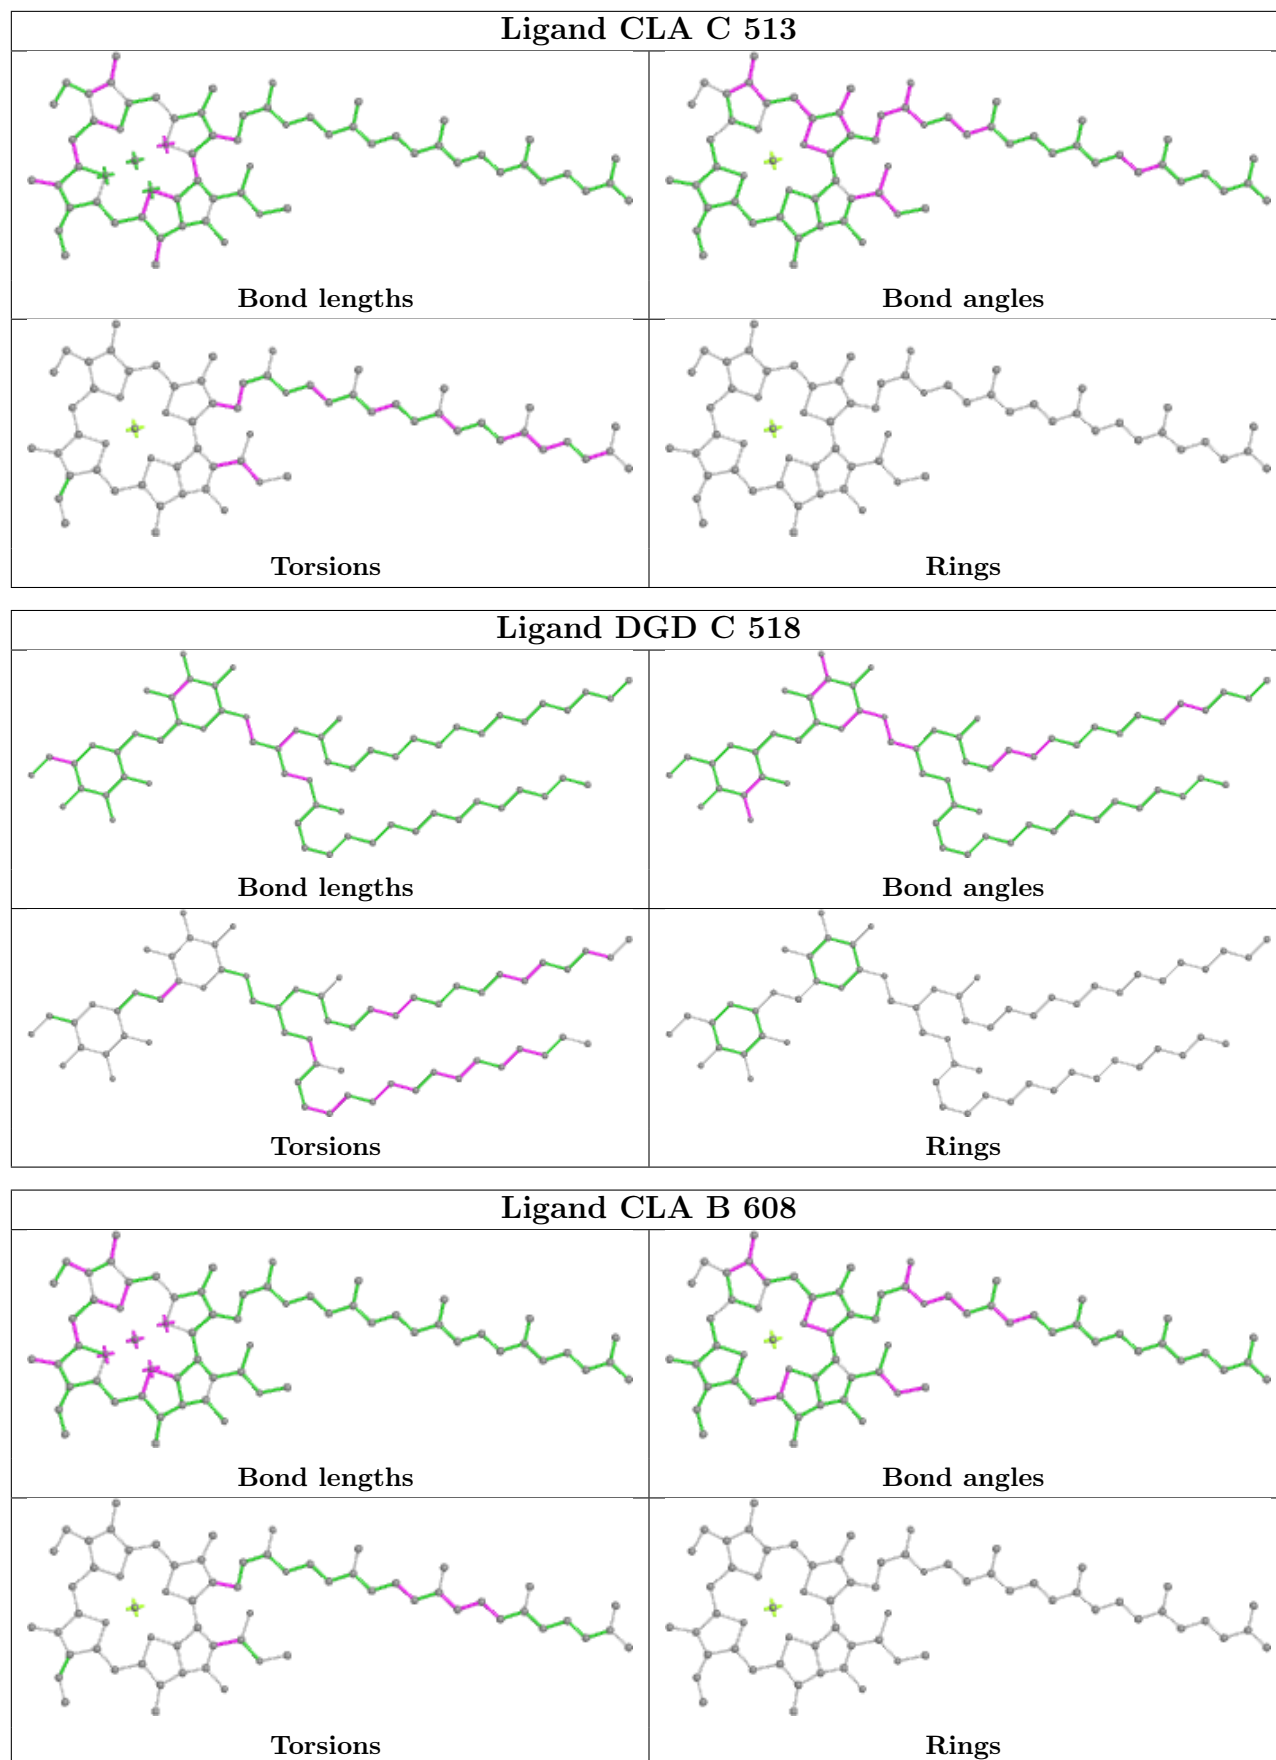 Ligand CLA C 513
Bond lengths
Bond angles
Torsions
Rings
Ligand DGD C 518
Bond lengths
Bond angles
Torsions
Rings
Ligand CLA B 608
Bond lengths
Bond angles
Torsions
Rings